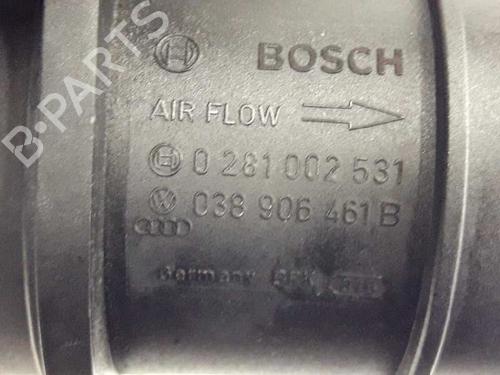 BOSCH
AIR FLOW
0 281 002 531
038 906 461 B
Germany
B-PARTS